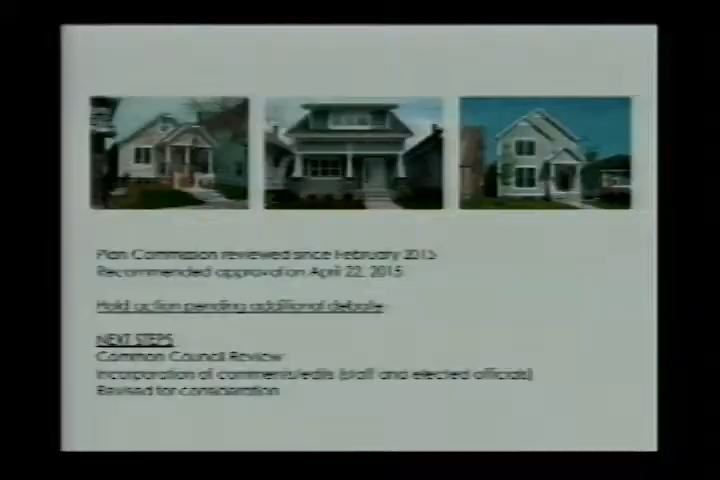 Plan Commission reviewed since February 2015
Recommended approval on April 22, 2015.
Hold action pending additional debate
NEXT STEPS
Common Council Review
Incorporation of comments/edits (staff and elected officials)
Revised for consideration